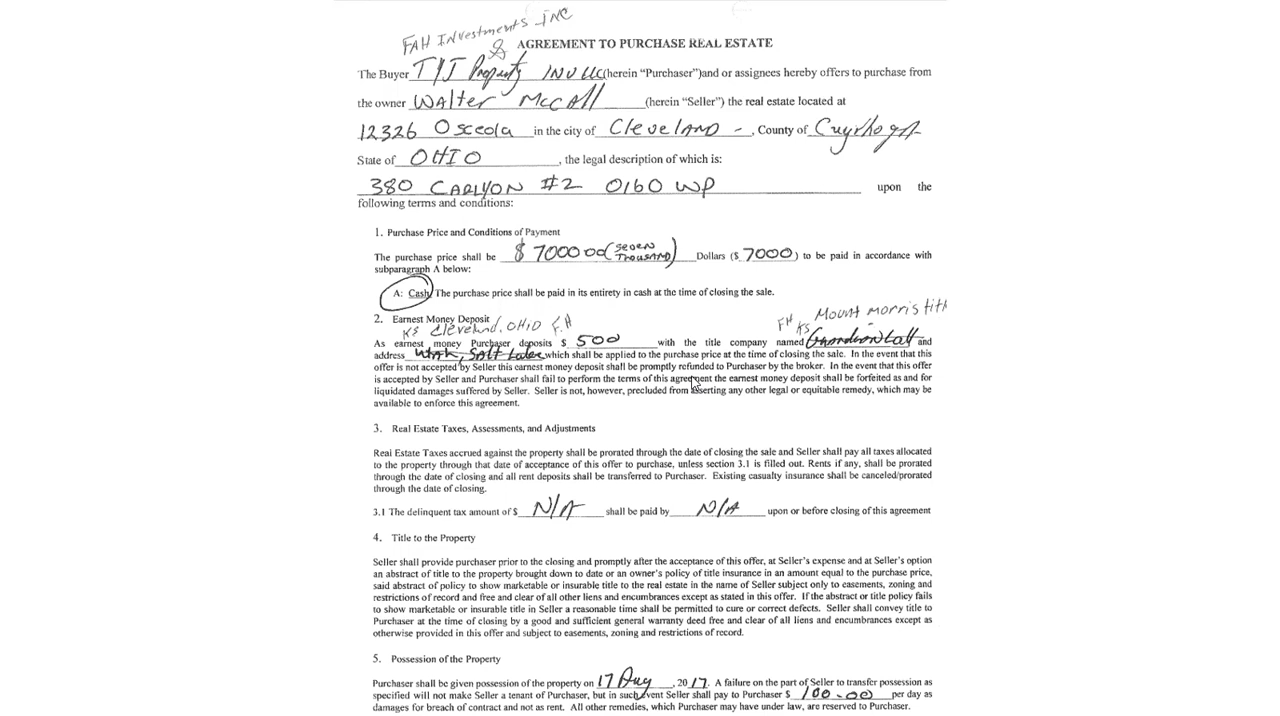 FAH Investments INC
&
AGREEMENT TO PURCHASE REAL ESTATE
The Buyer TIJ Property INV LLC (herein “Purchaser”)and or assignees hereby offers to purchase from
the owner WAlter McCAll (herein “Seller”) the real estate located at
12326 Osceola in the city of CleveLAND - , County of Cuyrhoga
State of OHIO , the legal description of which is:
380 CARLYON #2 0160 WP upon the
following terms and conditions:
1. Purchase Price and Conditions of Payment
The purchase price shall be $ 7000 00 (SEVEN THOUSAND) Dollars ($ 7000 ) to be paid in accordance with
subparagraph A below:
A: Cash The purchase price shall be paid in its entirety in cash at the time of closing the sale.
Mount morris titl
2. Earnest Money Deposit
KS Cleveland, OHIO F.H FH KS
As earnest money Purchaser deposits $ 500 with the title company named and
address which shall be applied to the purchase price at the time of closing the sale. In the event that this
offer is not accepted by Seller this earnest money deposit shall be promptly refunded to Purchaser by the broker. In the event that this offer
is accepted by Seller and Purchaser shall fail to perform the terms of this agreement the earnest money deposit shall be forfeited as and for
liquidated damages suffered by Seller. Seller is not, however, precluded from asserting any other legal or equitable remedy, which may be
available to enforce this agreement.
3. Real Estate Taxes, Assessments, and Adjustments
Real Estate Taxes accrued against the property shall be prorated through the date of closing the sale and Seller shall pay all taxes allocated
to the property through that date of acceptance of this offer to purchase, unless section 3.1 is filled out. Rents if any, shall be prorated
through the date of closing and all rent deposits shall be transferred to Purchaser. Existing casualty insurance shall be canceled/prorated
through the date of closing.
3.1 The delinquent tax amount of $ N/A shall be paid by N/A upon or before closing of this agreement
4. Title to the Property
Seller shall provide purchaser prior to the closing and promptly after the acceptance of this offer, at Seller’s expense and at Seller’s option
an abstract of title to the property brought down to date or an owner’s policy of title insurance in an amount equal to the purchase price,
said abstract of policy to show marketable or insurable title to the real estate in the name of Seller subject only to easements, zoning and
restrictions of record and free and clear of all other liens and encumbrances except as stated in this offer. If the abstract or title policy fails
to show marketable or insurable title in Seller a reasonable time shall be permitted to cure or correct defects. Seller shall convey title to
Purchaser at the time of closing by a good and sufficient general warranty deed free and clear of all liens and encumbrances except as
otherwise provided in this offer and subject to easements, zoning and restrictions of record.
5. Possession of the Property
Purchaser shall be given possession of the property on 17 Aug , 20 17. A failure on the part of Seller to transfer possession as
specified will not make Seller a tenant of Purchaser, but in such event Seller shall pay to Purchaser $ 100.00 per day as
damages for breach of contract and not as rent. All other remedies, which Purchaser may have under law, are reserved to Purchaser.